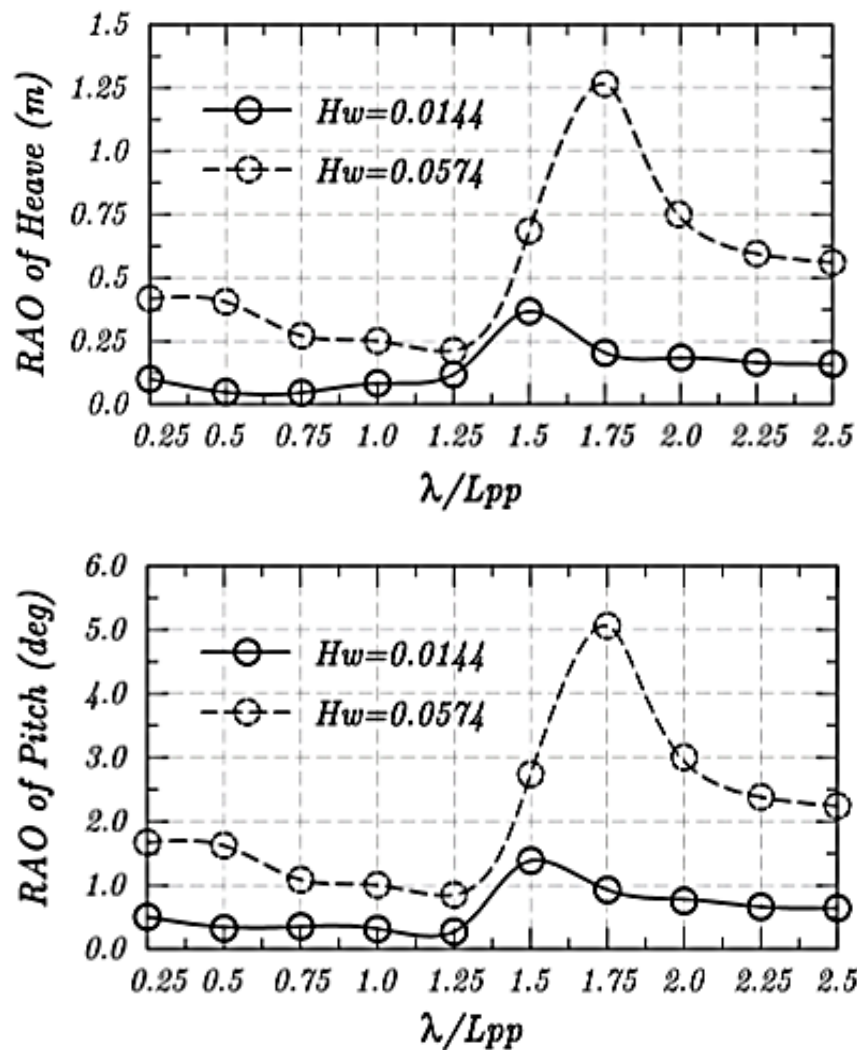 1.5
1.25
1.0
0.75
0.5
0.25
0.0
RAO of Heave (m)
Hw=0.0144
Hw=0.0574
0.25 0.5 0.75 1.0 1.25 1.5 1.75 2.0 2.25 2.5
λ/Lpp
6.0
5.0
4.0
3.0
2.0
1.0
0.0
RAO of Pitch (deg)
Hw=0.0144
Hw=0.0574
0.25 0.5 0.75 1.0 1.25 1.5 1.75 2.0 2.25 2.5
λ/Lpp